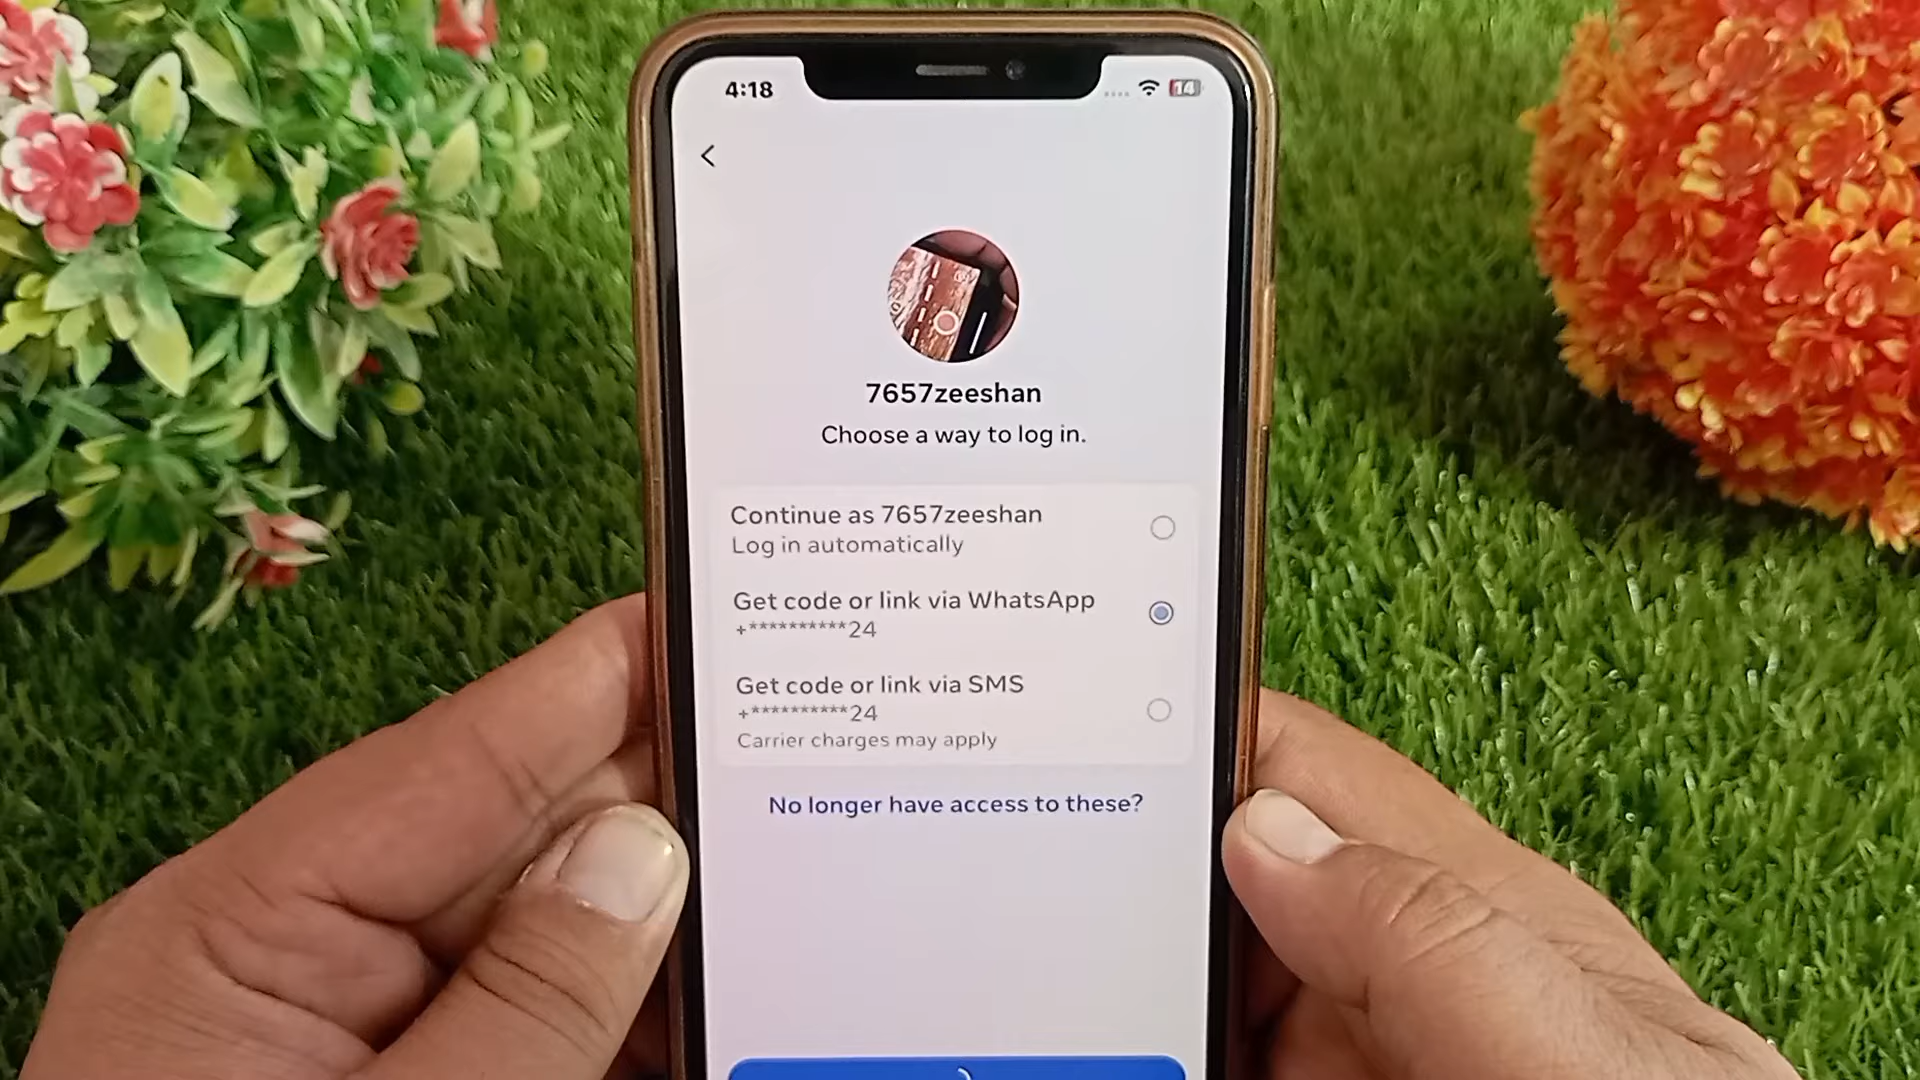 4:18
14
7657zeeshan
Choose a way to log in.
Continue as 7657zeeshan
Log in automatically
Get code or link via WhatsApp
+**********24
Get code or link via SMS
+**********24
Carrier charges may apply
No longer have access to these?